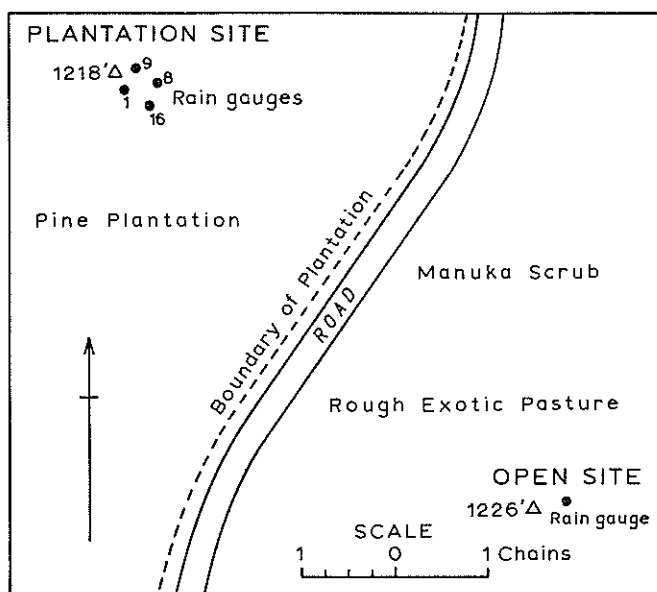 PLANTATION SITE
1218'Δ
9
8
1
16
Rain gauges
Pine Plantation
Boundary of Plantation
ROAD
Manuka Scrub
Rough Exotic Pasture
OPEN SITE
1226'Δ
Rain gauge
SCALE
1 0 1 Chains